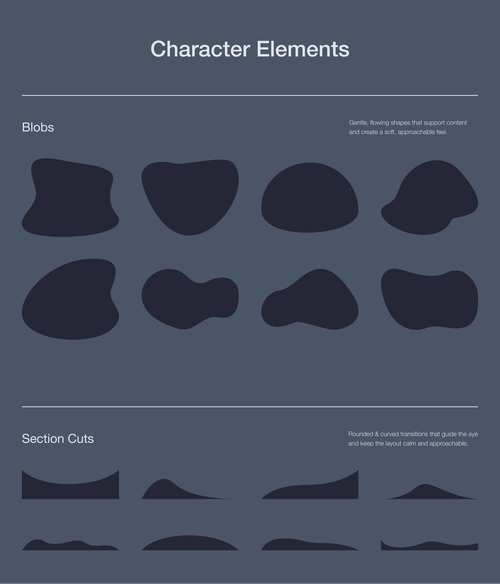 Character Elements
Blobs
Gentle, flowing shapes that support content
and create a soft, approachable feel.
Section Cuts
Rounded & curved transitions that guide the eye
and keep the layout calm and approachable.